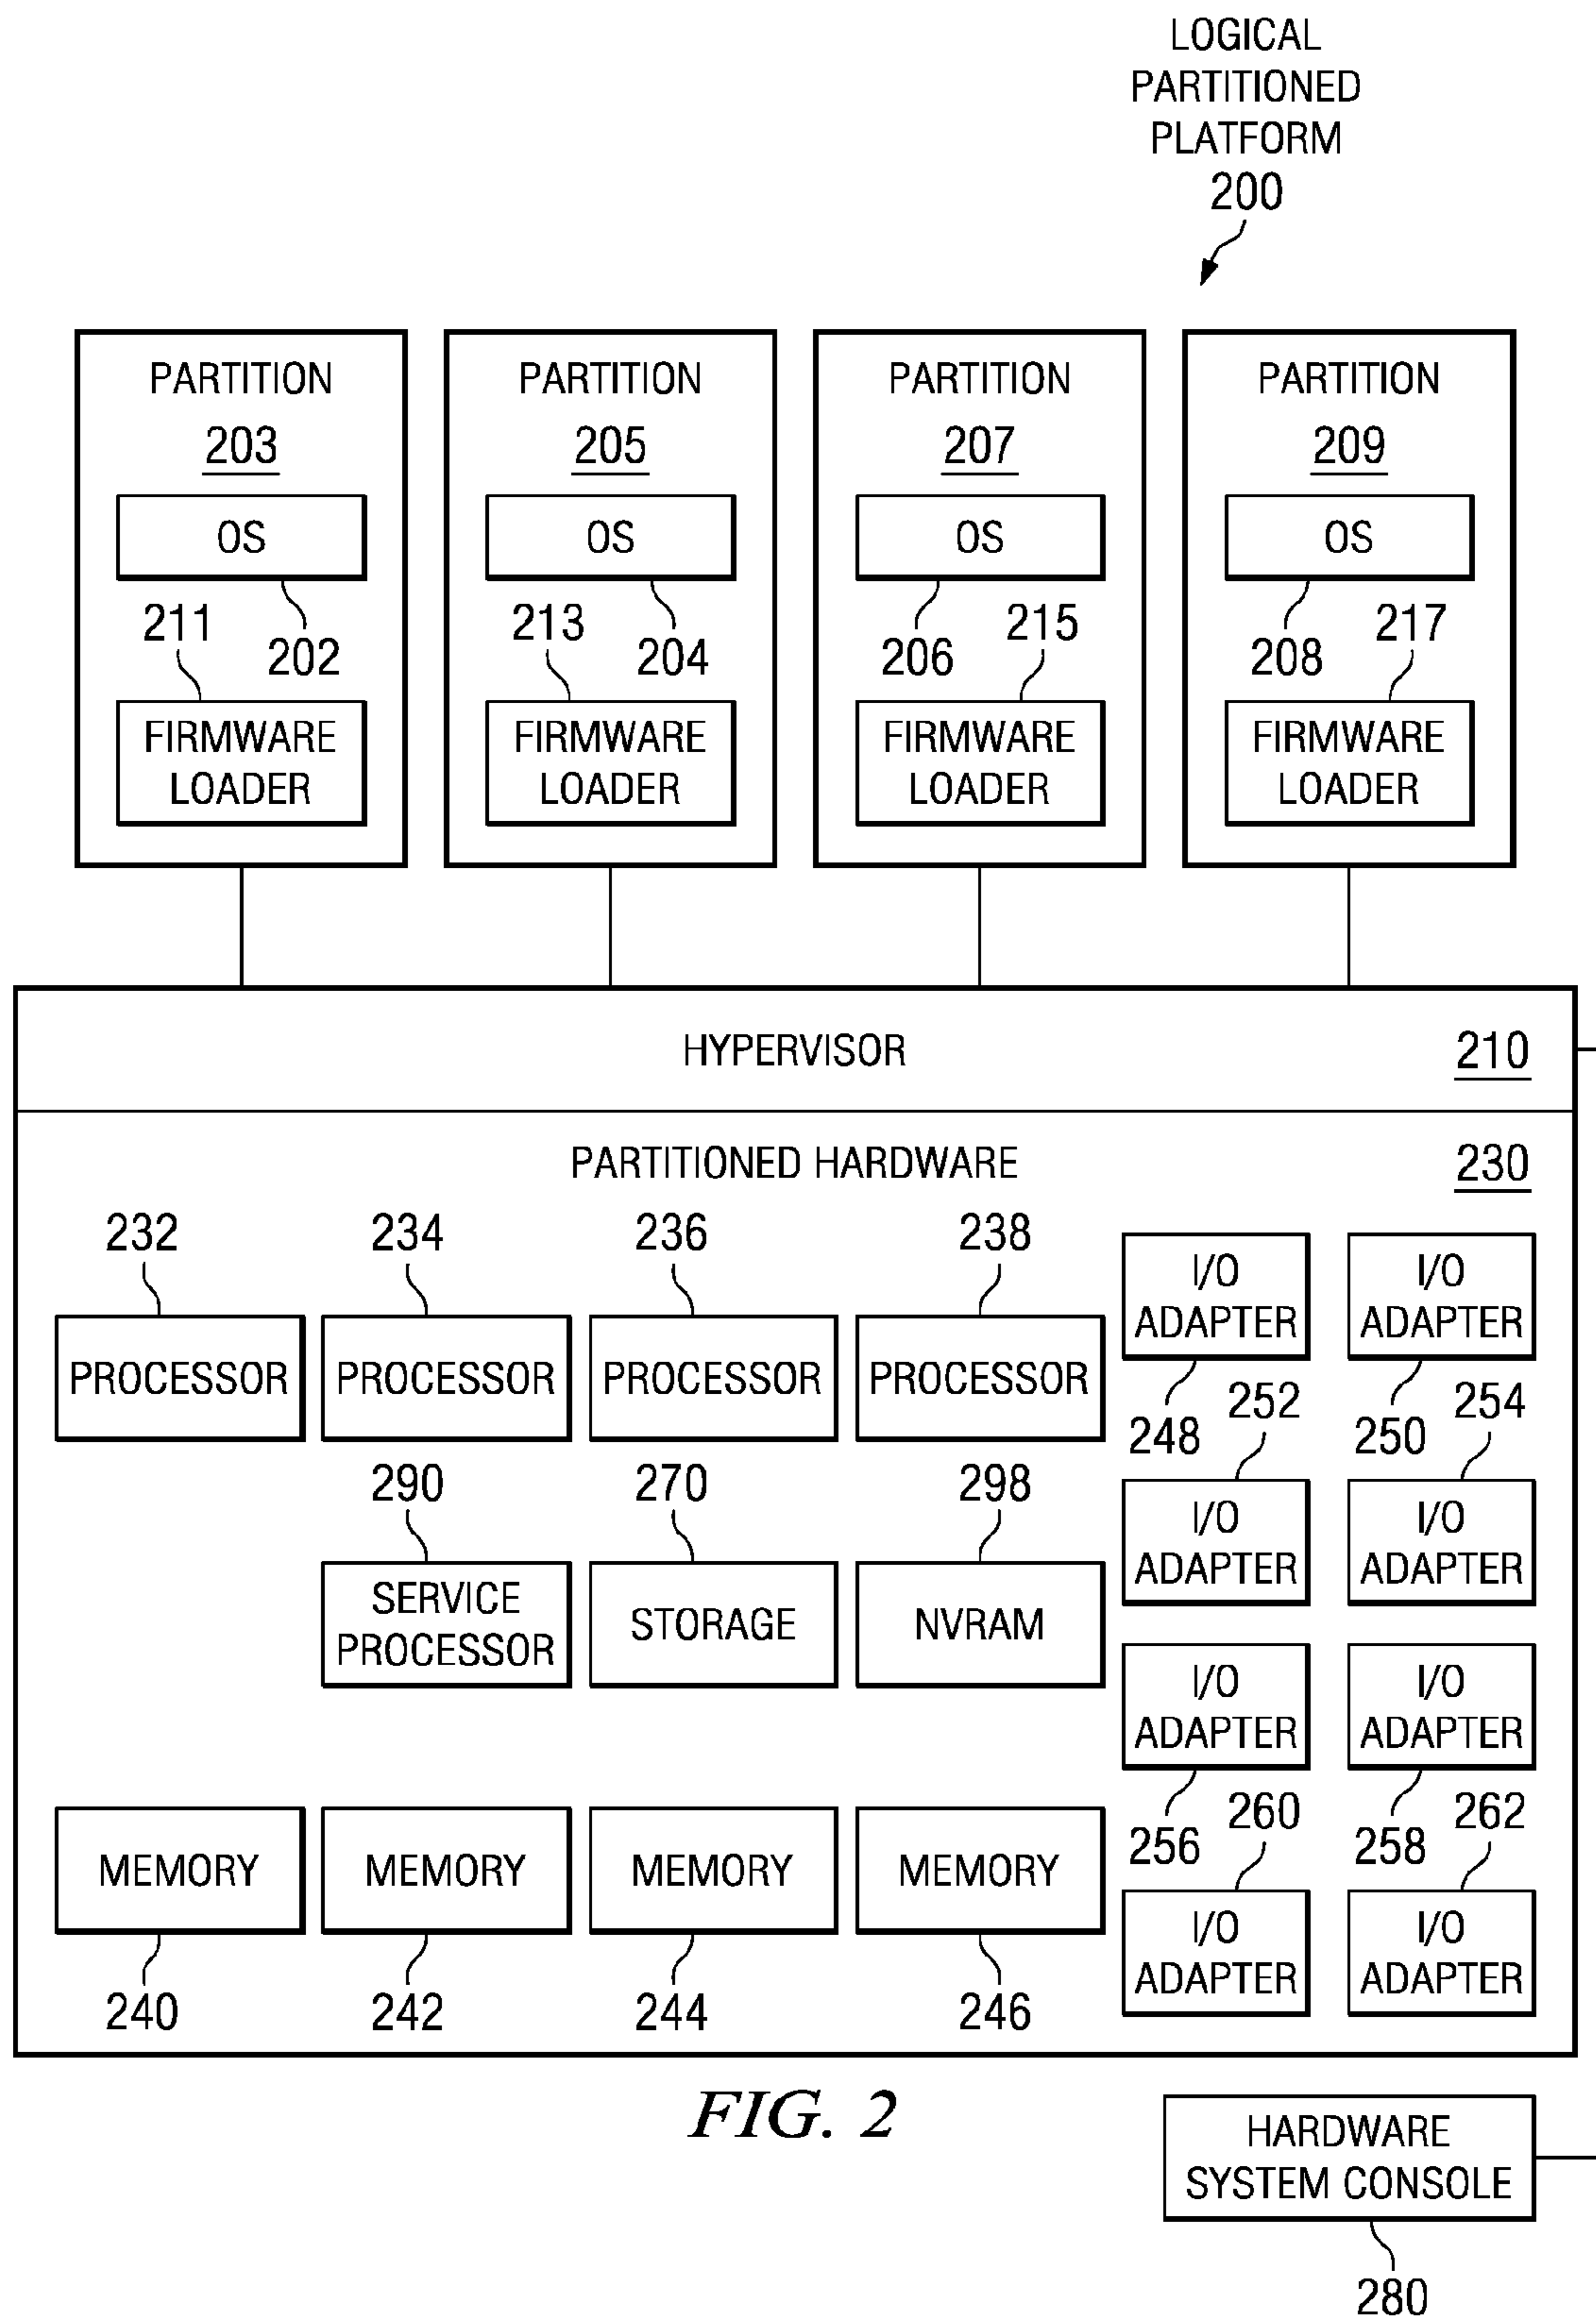 LOGICAL
PARTITIONED
PLATFORM
200
PARTITION PARTITION PARTITION PARTITION
203 205 207 209
OS OS OS OS
211 213 215 217
202 204 206 208
FIRMWARE FIRMWARE FIRMWARE FIRMWARE
LOADER LOADER LOADER LOADER
HYPERVISOR 210
PARTITIONED HARDWARE 230
232 234 236 238
I/O I/O
ADAPTER ADAPTER
PROCESSOR PROCESSOR PROCESSOR PROCESSOR
252 254
248 250
290 270 298
I/O I/O
ADAPTER ADAPTER
SERVICE
PROCESSOR
STORAGE NVRAM
I/O I/O
ADAPTER ADAPTER
260 262
256 258
MEMORY MEMORY MEMORY MEMORY
I/O I/O
ADAPTER ADAPTER
240 242 244 246
FIG. 2
HARDWARE
SYSTEM CONSOLE
280